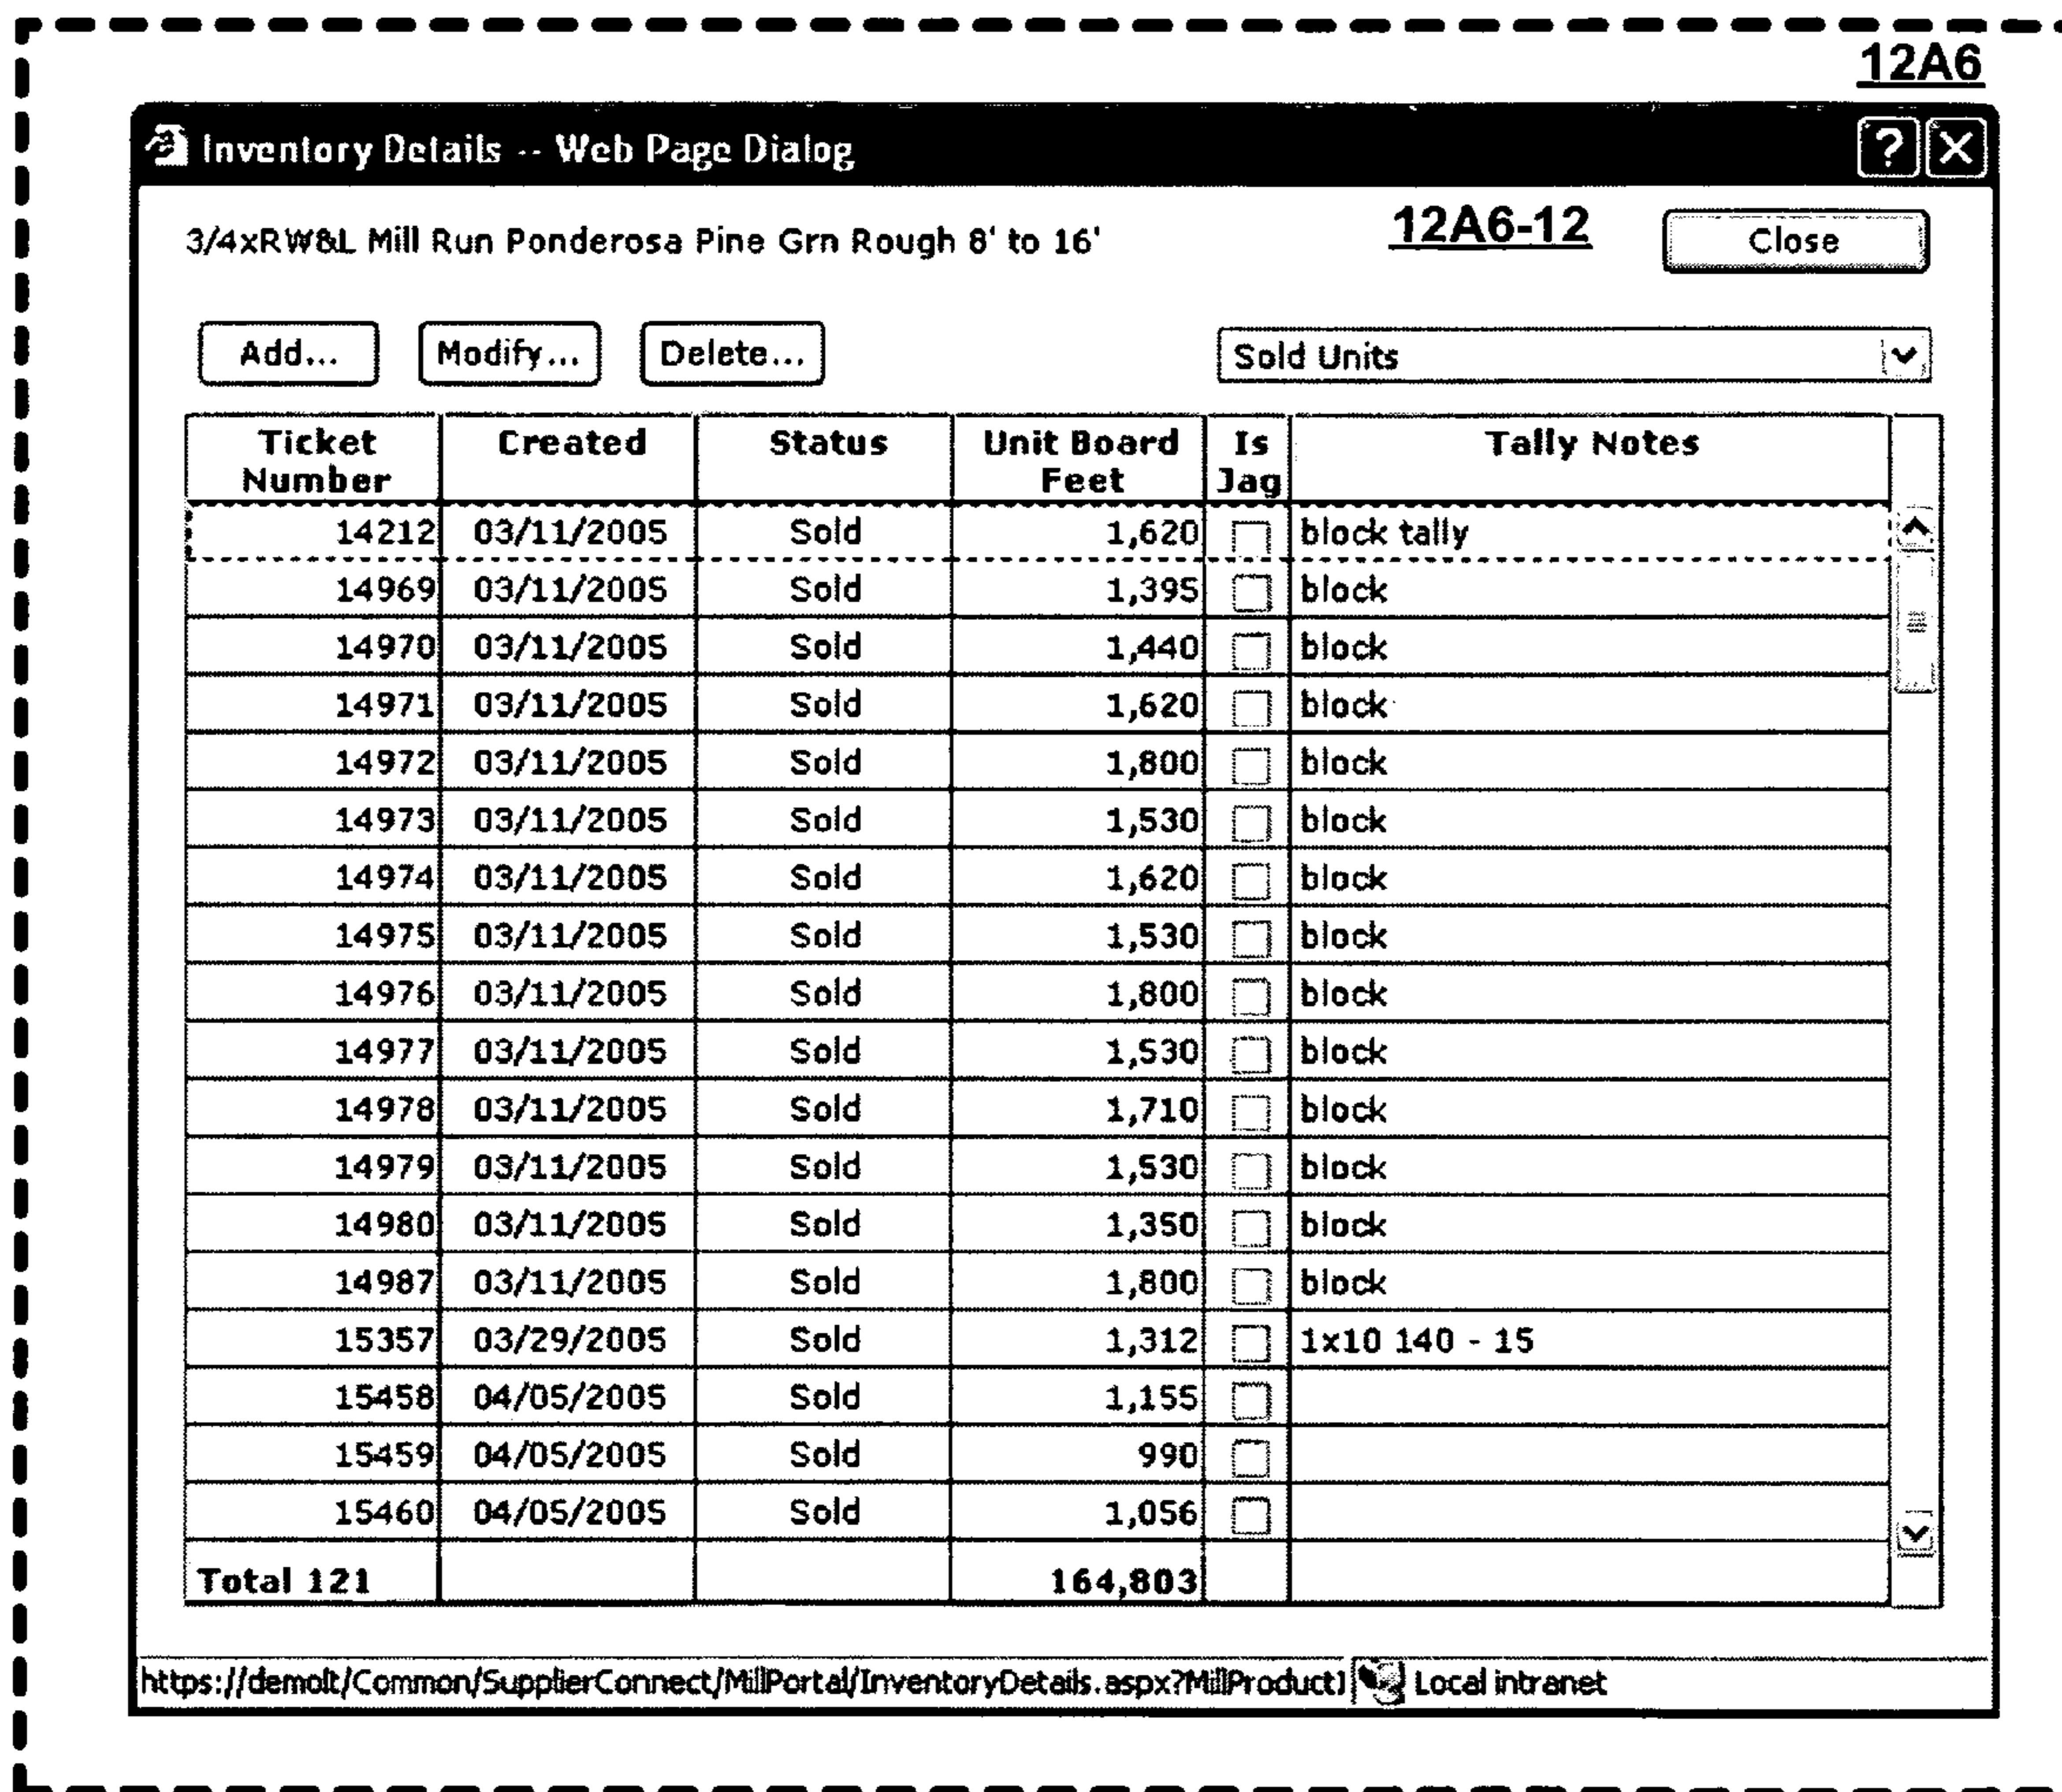 12A6
Inventory Details -- Web Page Dialog
3/4xRW&L Mill Run Ponderosa Pine Grn Rough 8' to 16' 12A6-12 Close
Add... Modify... Delete... Sold Units
Ticket Number Created Status Unit Board Feet Is Jag Tally Notes
14212 03/11/2005 Sold 1,620 block tally
14969 03/11/2005 Sold 1,395 block
14970 03/11/2005 Sold 1,440 block
14971 03/11/2005 Sold 1,620 block
14972 03/11/2005 Sold 1,800 block
14973 03/11/2005 Sold 1,530 block
14974 03/11/2005 Sold 1,620 block
14975 03/11/2005 Sold 1,530 block
14976 03/11/2005 Sold 1,800 block
14977 03/11/2005 Sold 1,530 block
14978 03/11/2005 Sold 1,710 block
14979 03/11/2005 Sold 1,530 block
14980 03/11/2005 Sold 1,350 block
14987 03/11/2005 Sold 1,800 block
15357 03/29/2005 Sold 1,312 1x10 140 - 15
15458 04/05/2005 Sold 1,155
15459 04/05/2005 Sold 990
15460 04/05/2005 Sold 1,056
Total 121 164,803
https://demolt/Common/SupplierConnect/MillPortal/InventoryDetails.aspx?MillProductI Local intranet